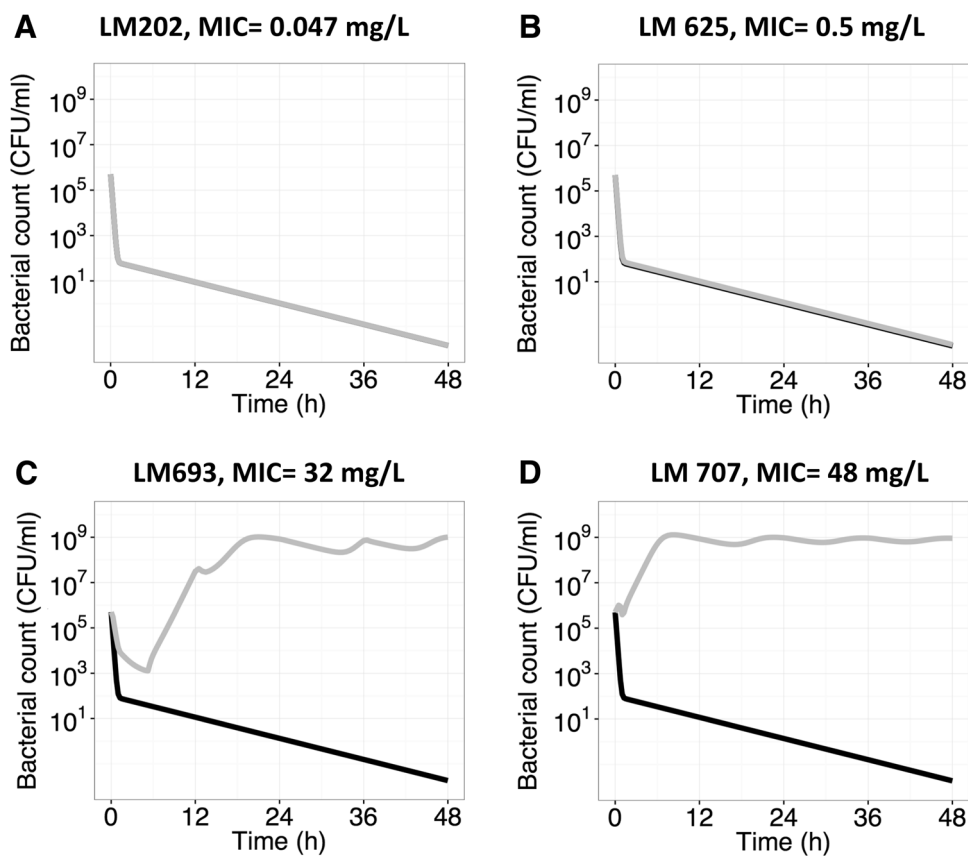 A LM202, MIC= 0.047 mg/L
Bacterial count (CFU/ml)
10⁹
10⁷
10⁵
10³
10¹
0 12 24 36 48
Time (h)
B LM 625, MIC= 0.5 mg/L
Bacterial count (CFU/ml)
10⁹
10⁷
10⁵
10³
10¹
0 12 24 36 48
Time (h)
C LM693, MIC= 32 mg/L
Bacterial count (CFU/ml)
10⁹
10⁷
10⁵
10³
10¹
0 12 24 36 48
Time (h)
D LM 707, MIC= 48 mg/L
Bacterial count (CFU/ml)
10⁹
10⁷
10⁵
10³
10¹
0 12 24 36 48
Time (h)